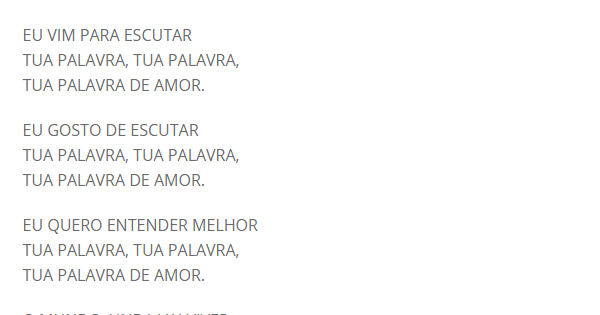 EU VIM PARA ESCUTAR
TUA PALAVRA, TUA PALAVRA,
TUA PALAVRA DE AMOR.
EU GOSTO DE ESCUTAR
TUA PALAVRA, TUA PALAVRA,
TUA PALAVRA DE AMOR.
EU QUERO ENTENDER MELHOR
TUA PALAVRA, TUA PALAVRA,
TUA PALAVRA DE AMOR.